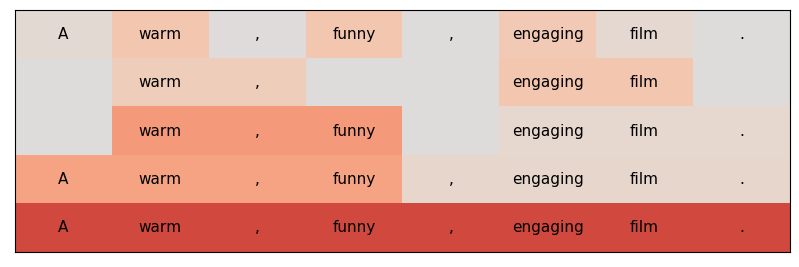 A warm , funny , engaging film .
warm , engaging film
warm , funny engaging film .
A warm , funny , engaging film .
A warm , funny , engaging film .